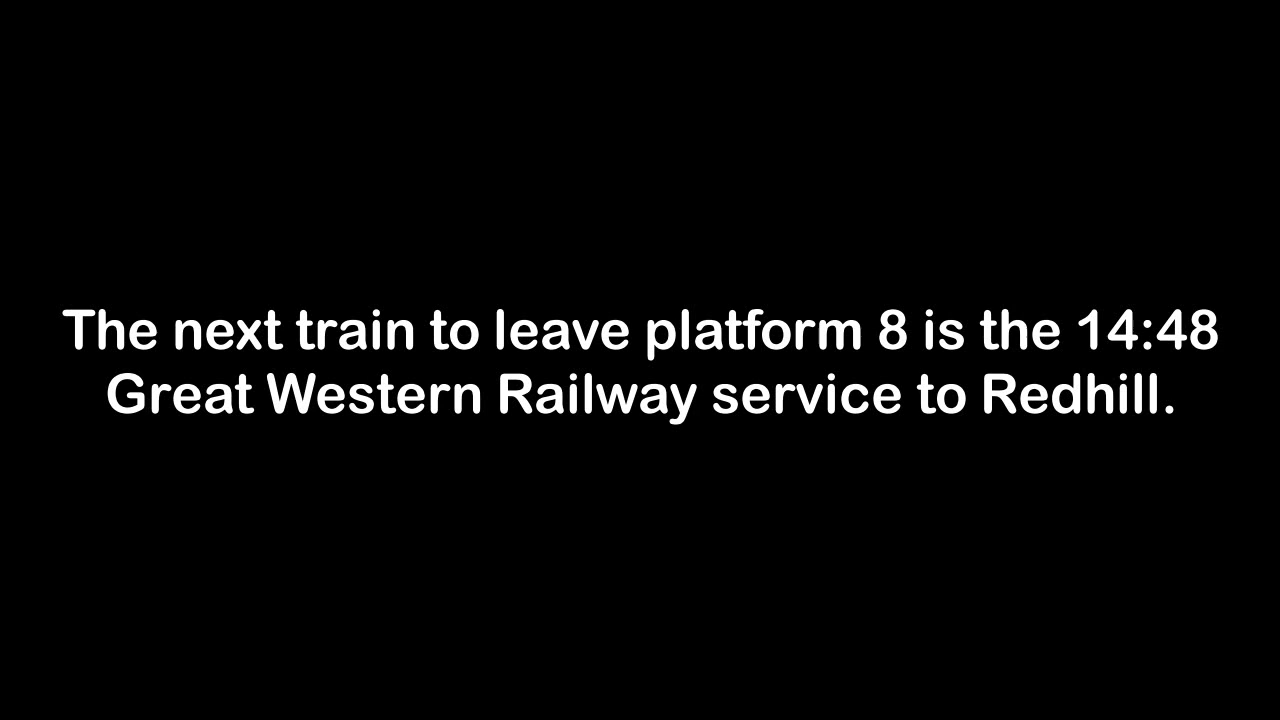 The next train to leave platform 8 is the 14:48
Great Western Railway service to Redhill.